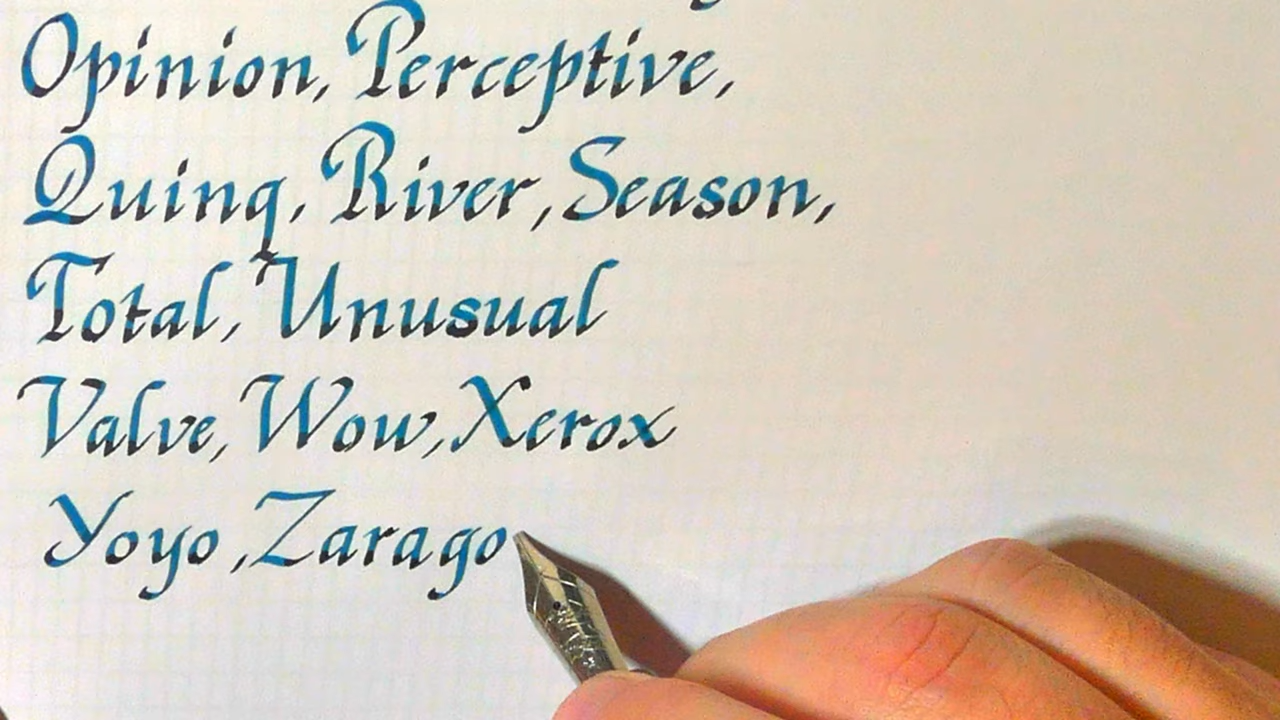 Opinion, Perceptive,
Quinq, River, Season,
Total, Unusual
Valve, Wow, Xerox
Yoyo, Zarago